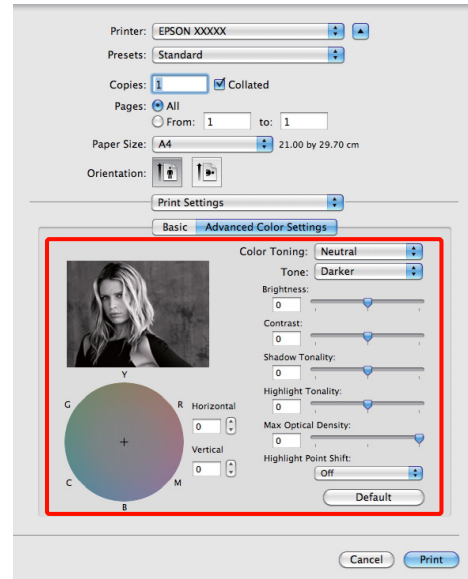 Printer: EPSON XXXXX
Presets: Standard
Copies: 1 Collated
Pages: All
From: 1 to: 1
Paper Size: A4 21.00 by 29.70 cm
Orientation:
Print Settings
Basic Advanced Color Settings
Color Toning: Neutral
Tone: Darker
Brightness:
0
Contrast:
0
Shadow Tonality:
0
Highlight Tonality:
0
Max Optical Density:
0
Highlight Point Shift:
Off
Default
Y
G R
C M
B
Horizontal
0
Vertical
0
Cancel Print